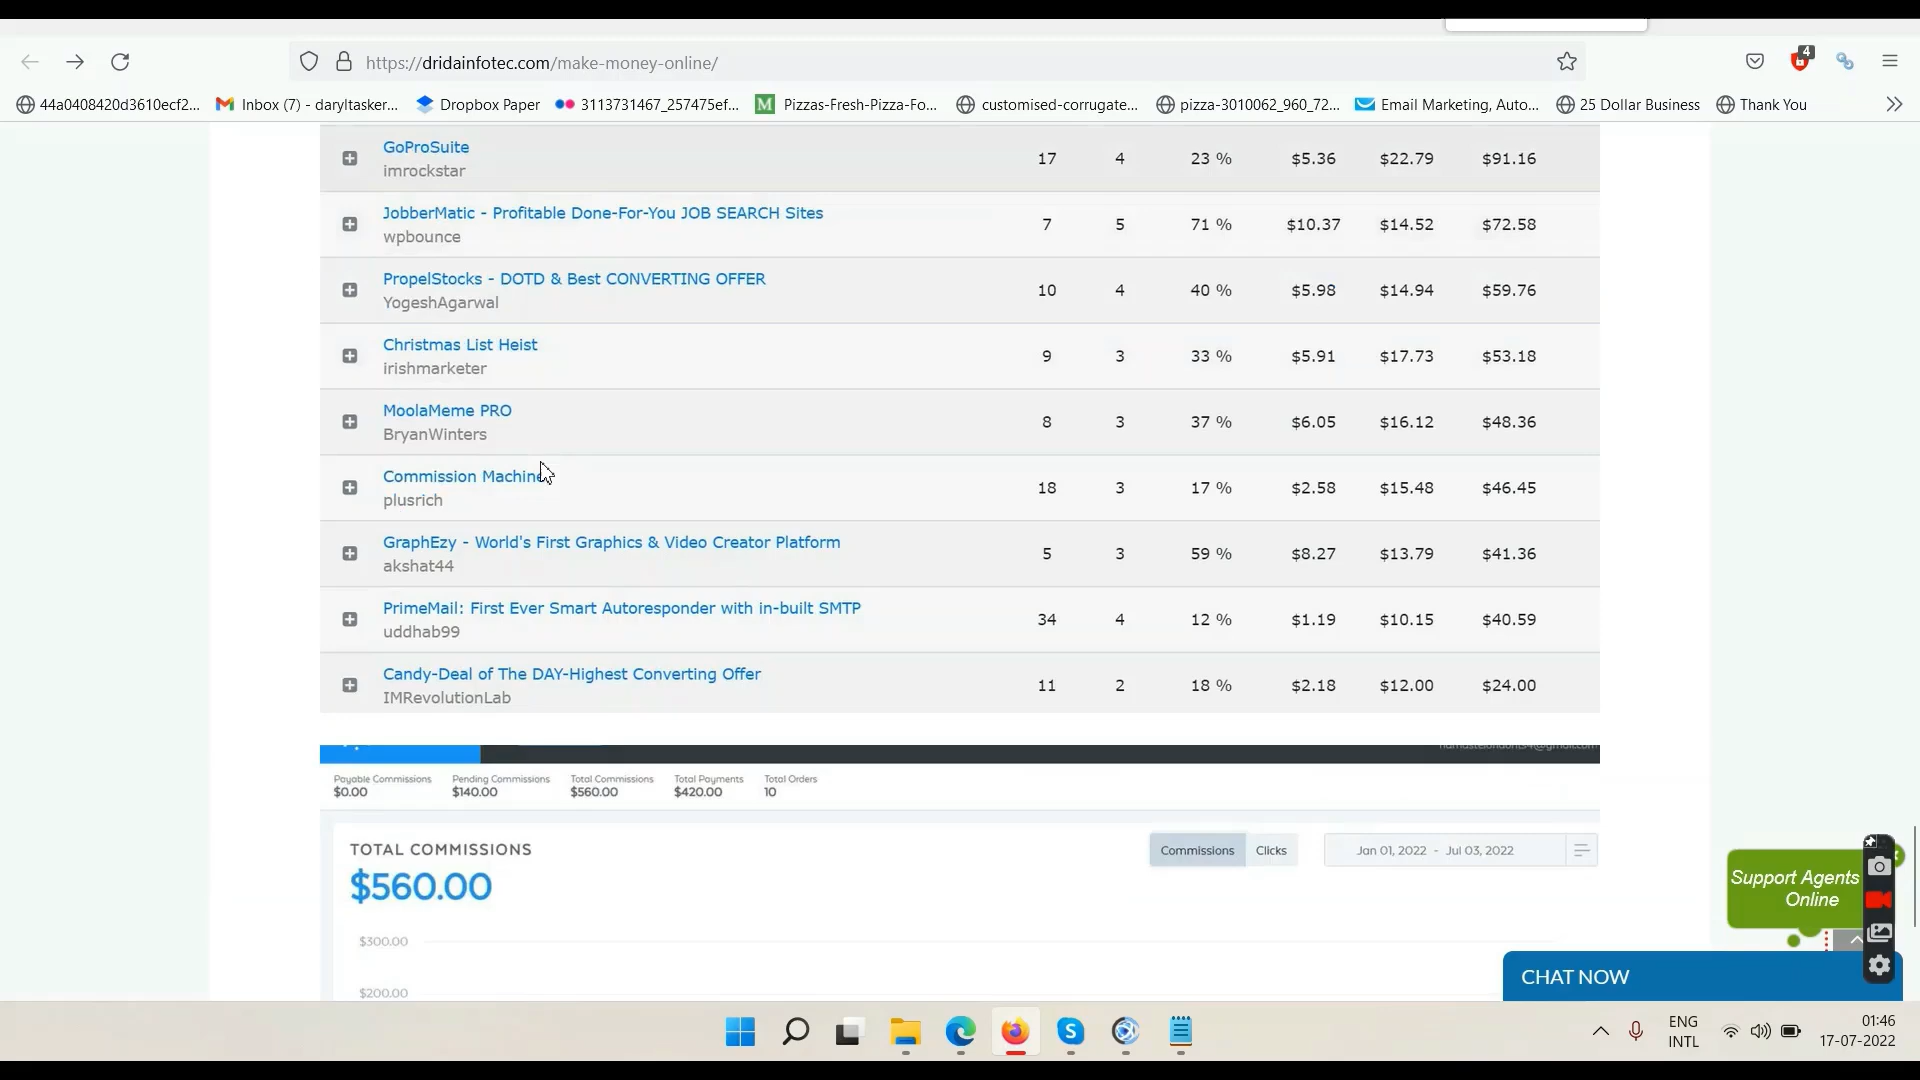 https://dridainfotec.com/make-money-online/
4
44a0408420d3610ecf2... Inbox (7) - daryltasker... Dropbox Paper 3113731467_257475ef... Pizzas-Fresh-Pizza-Fo... customised-corrugate... pizza-3010062_960_72... Email Marketing, Auto... 25 Dollar Business Thank You
GoProSuite
imrockstar
17 4 23 % $5.36 $22.79 $91.16
JobberMatic - Profitable Done-For-You JOB SEARCH Sites
wpbounce
7 5 71 % $10.37 $14.52 $72.58
PropelStocks - DOTD & Best CONVERTING OFFER
YogeshAgarwal
10 4 40 % $5.98 $14.94 $59.76
Christmas List Heist
irishmarketer
9 3 33 % $5.91 $17.73 $53.18
MoolaMeme PRO
BryanWinters
8 3 37 % $6.05 $16.12 $48.36
Commission Machine
plusrich
18 3 17 % $2.58 $15.48 $46.45
GraphEzy - World's First Graphics & Video Creator Platform
akshat44
5 3 59 % $8.27 $13.79 $41.36
PrimeMail: First Ever Smart Autoresponder with in-built SMTP
uddhab99
34 4 12 % $1.19 $10.15 $40.59
Candy-Deal of The DAY-Highest Converting Offer
IMRevolutionLab
11 2 18 % $2.18 $12.00 $24.00
Payable Commissions Pending Commissions Total Commissions Total Payments Total Orders
$0.00 $140.00 $560.00 $420.00 10
TOTAL COMMISSIONS
Commissions Clicks Jan 01, 2022 - Jul 03, 2022
$560.00
$300.00
$200.00
Support Agents
Online
CHAT NOW
ENG
INTL
01:46
17-07-2022